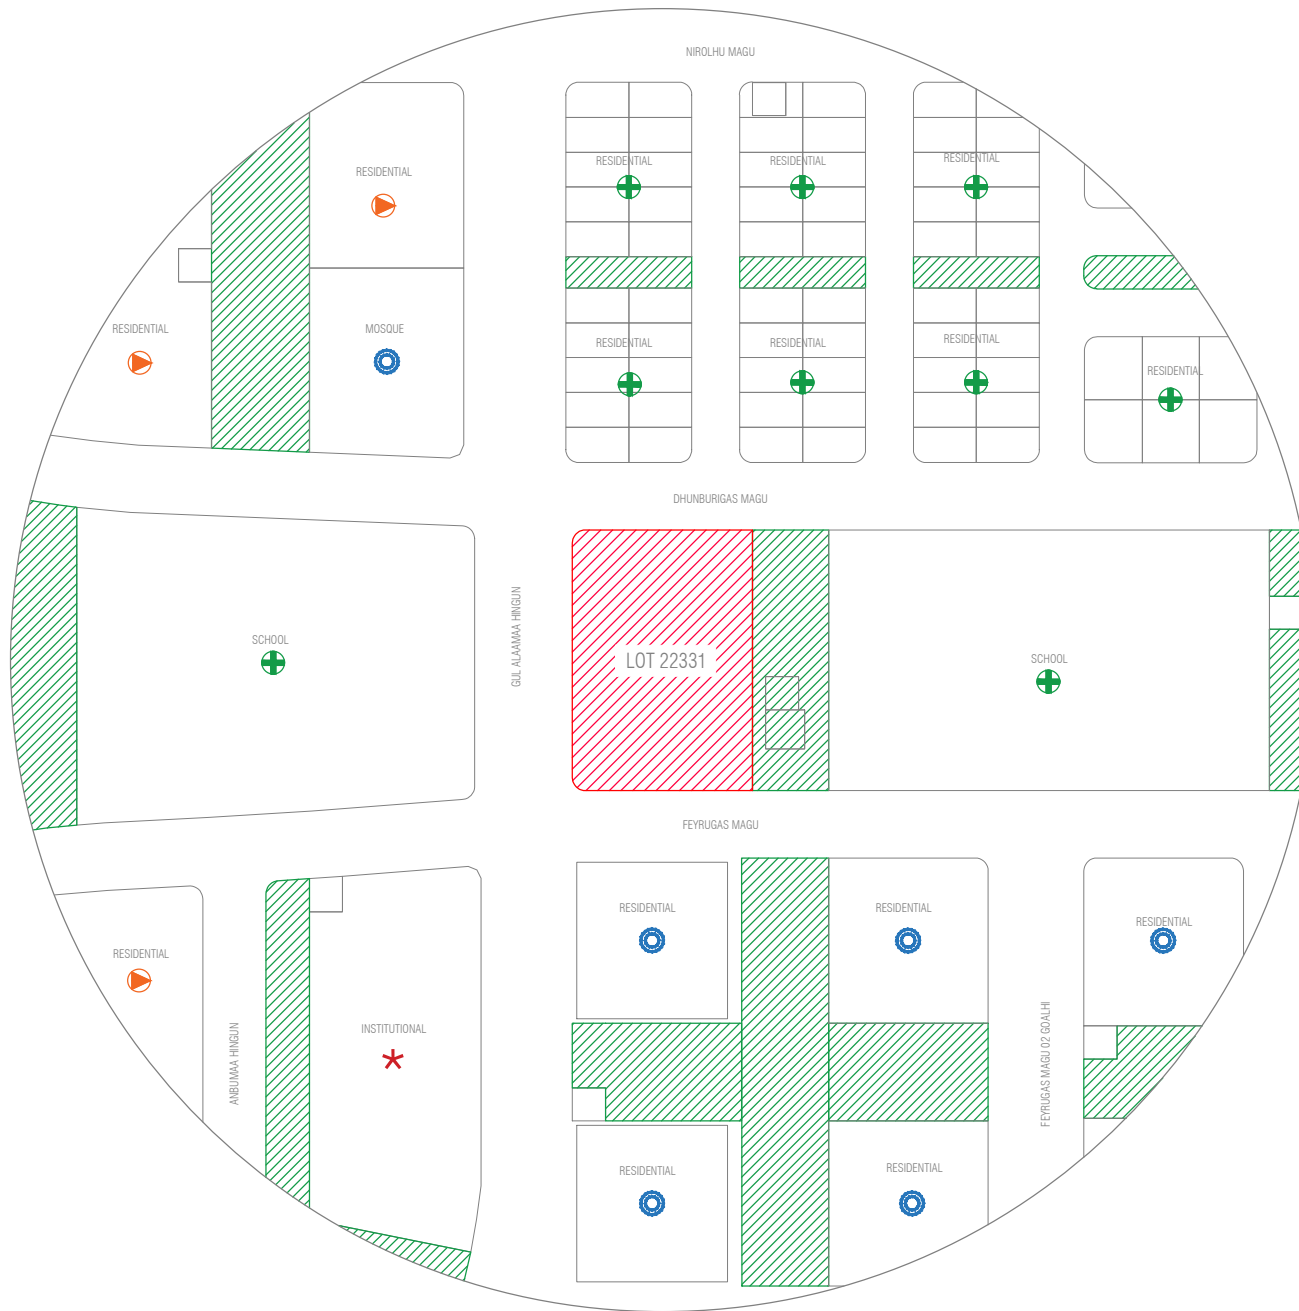 NIROLHU MAGU
RESIDENTIAL
RESIDENTIAL
RESIDENTIAL
RESIDENTIAL
RESIDENTIAL
MOSQUE
RESIDENTIAL
RESIDENTIAL
RESIDENTIAL
RESIDENTIAL
DHUNBURIGAS MAGU
GUL ALAAMAA HINGUN
SCHOOL
LOT 22331
SCHOOL
FEYRUGAS MAGU
RESIDENTIAL
RESIDENTIAL
RESIDENTIAL
RESIDENTIAL
ANBUMAA HINGUN
INSTITUTIONAL
FEYRUGAS MAGU 02 GOALHI
RESIDENTIAL
RESIDENTIAL